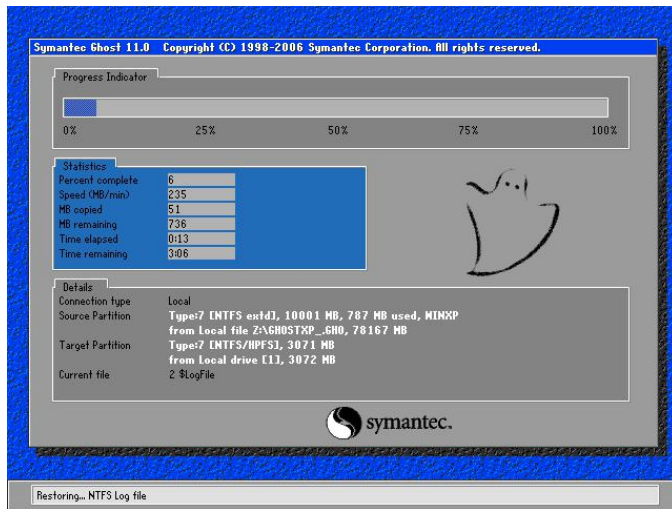 Symantec Ghost 11.0 Copyright (C) 1998-2006 Symantec Corporation. All rights reserved.
Progress Indicator
0% 25% 50% 75% 100%
Statistics
Percent complete 6
Speed (MB/min) 235
MB copied 51
MB remaining 736
Time elapsed 0:13
Time remaining 3:06
Details
Connection type Local
Source Partition Type:7 [NTFS extd], 10001 MB, 787 MB used, MINXP
from Local file Z:\GHOSTXP_.GHO, 78167 MB
Target Partition Type:7 [NTFS/HPFS], 3071 MB
from Local drive [1], 3072 MB
Current file 2 $LogFile
symantec.
Restoring... NTFS Log file